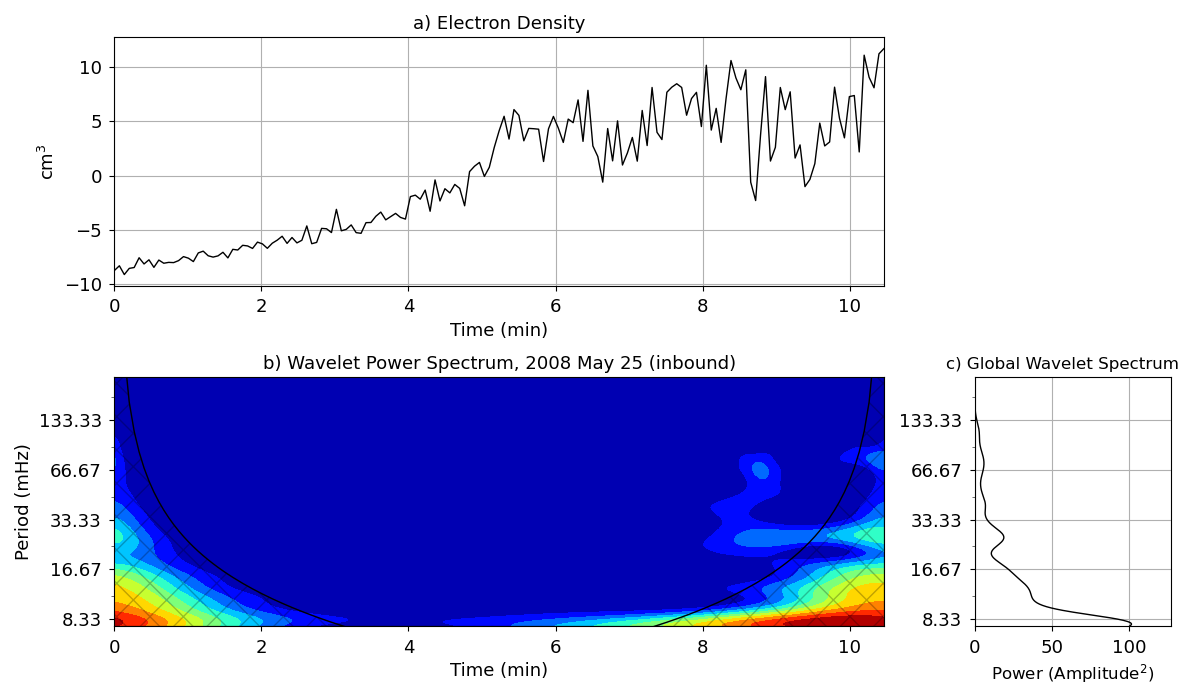 a) Electron Density
cm³
10
5
0
−5
−10
0 2 4 6 8 10
Time (min)
b) Wavelet Power Spectrum, 2008 May 25 (inbound)
Period (mHz)
133.33
66.67
33.33
16.67
8.33
0 2 4 6 8 10
Time (min)
c) Global Wavelet Spectrum
133.33
66.67
33.33
16.67
8.33
0 50 100
Power (Amplitude²)